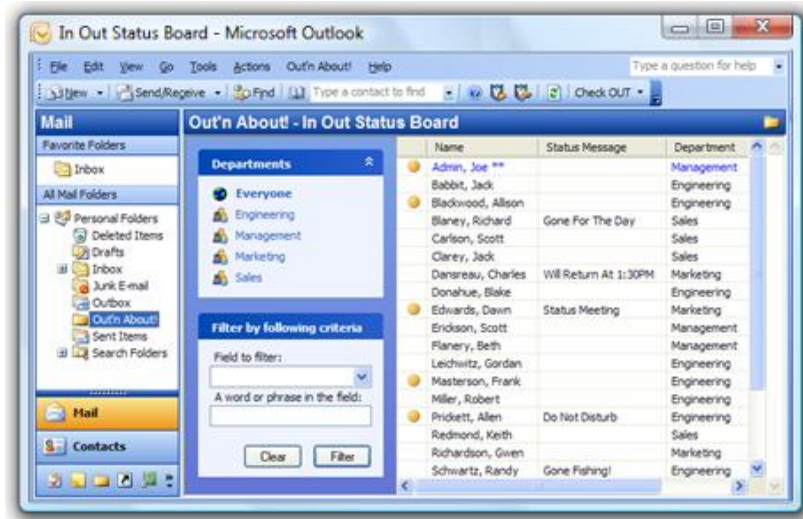 In Out Status Board - Microsoft Outlook
File Edit View Go Tools Actions Out'n About! Help Type a question for help
New Send/Receive Find Type a contact to find Check OUT
Mail
Out'n About! - In Out Status Board
Favorite Folders
Inbox
All Mail Folders
Personal Folders
Deleted Items
Drafts
Inbox
Junk E-mail
Outbox
Out'n About!
Sent Items
Search Folders
Mail
Contacts
Departments
Everyone
Engineering
Management
Marketing
Sales
Filter by following criteria
Field to filter:
A word or phrase in the field:
Clear Filter
Name Status Message Department
Admin, Joe ** Management
Babbit, Jack Engineering
Blackwood, Allison Engineering
Blaney, Richard Gone For The Day Sales
Carlson, Scott Sales
Clarey, Jack Sales
Dansreau, Charles Will Return At 1:30PM Marketing
Donahue, Blake Engineering
Edwards, Dawn Status Meeting Marketing
Erickson, Scott Management
Flanery, Beth Management
Leichwitz, Gordan Engineering
Masterson, Frank Engineering
Miller, Robert Engineering
Prickett, Allen Do Not Disturb Engineering
Redmond, Keith Sales
Richardson, Gwen Marketing
Schwartz, Randy Gone Fishing! Engineering